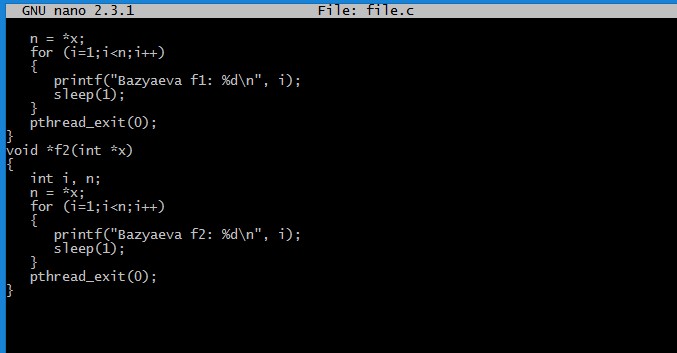 GNU nano 2.3.1 File: file.c
n = *x;
for (i=1;i<n;i++)
{
printf("Bazyaeva f1: %d\n", i);
sleep(1);
}
pthread_exit(0);
}
void *f2(int *x)
{
int i, n;
n = *x;
for (i=1;i<n;i++)
{
printf("Bazyaeva f2: %d\n", i);
sleep(1);
}
pthread_exit(0);
}